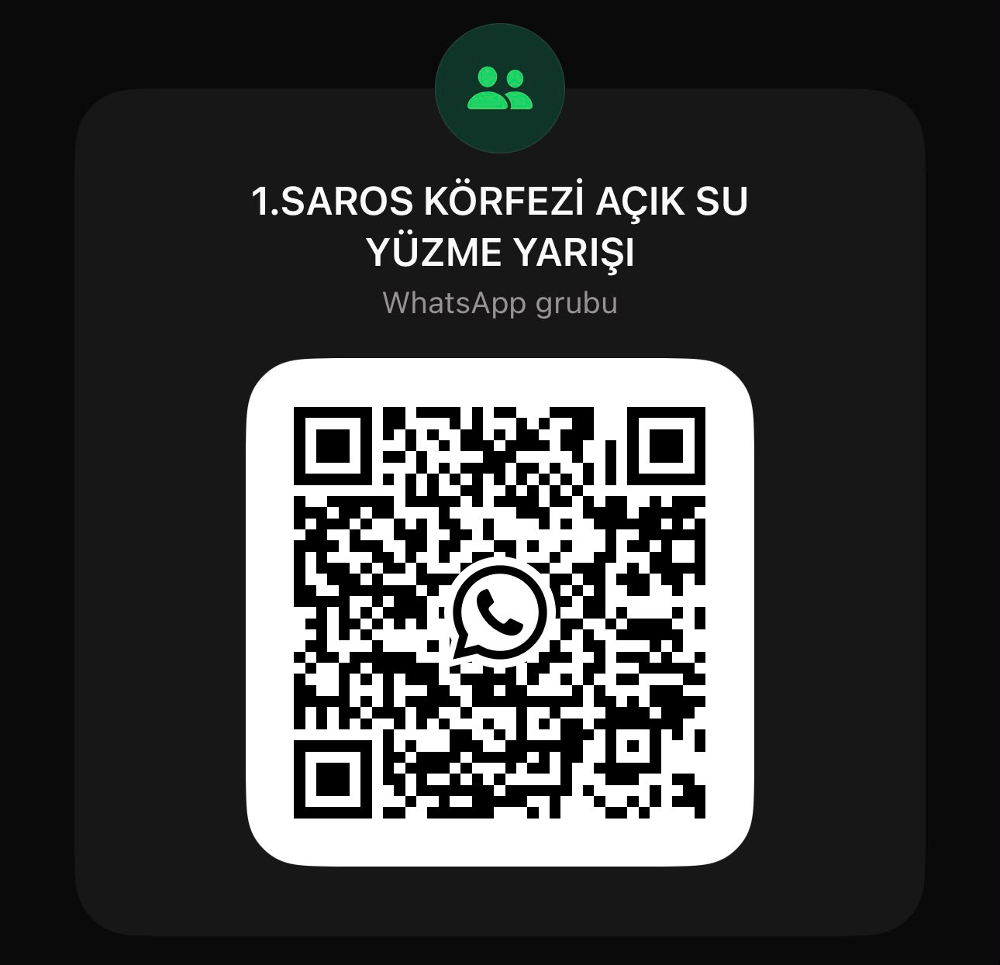 1.SAROS KÖRFEZİ AÇIK SU
YÜZME YARIŞI
WhatsApp grubu